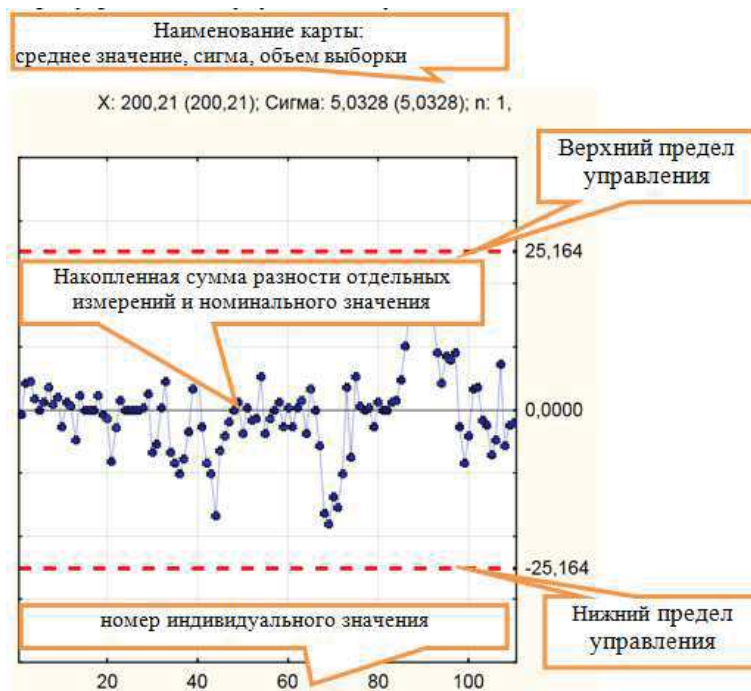 Наименование карты:
среднее значение, сигма, объем выборки
X: 200,21 (200,21); Сигма: 5,0328 (5,0328); n: 1,
Верхний предел
управления
25,164
Накопленная сумма разности отдельных
измерений и номинального значения
0,0000
-25,164
номер индивидуального значения
Нижний предел
управления
20 40 60 80 100